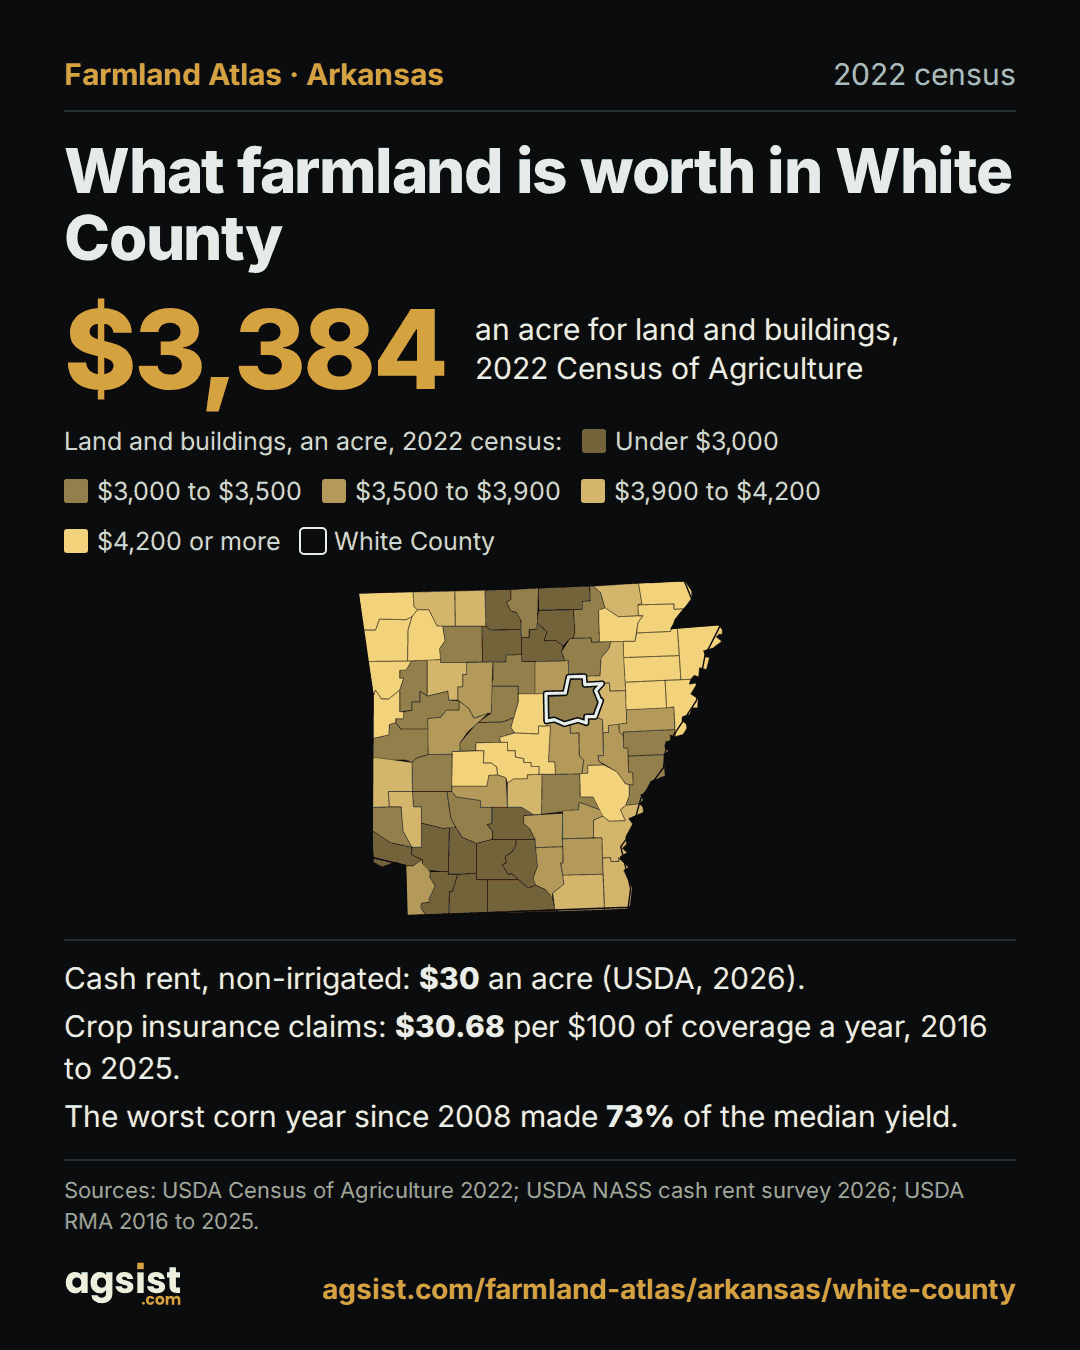 Farmland Atlas · Arkansas
2022 census
What farmland is worth in White
County
$3,384
an acre for land and buildings,
2022 Census of Agriculture
Land and buildings, an acre, 2022 census:
Under $3,000
$3,000 to $3,500
$3,500 to $3,900
$3,900 to $4,200
$4,200 or more
White County
Cash rent, non-irrigated: $30 an acre (USDA, 2026).
Crop insurance claims: $30.68 per $100 of coverage a year, 2016
to 2025.
The worst corn year since 2008 made 73% of the median yield.
Sources: USDA Census of Agriculture 2022; USDA NASS cash rent survey 2026; USDA
RMA 2016 to 2025.
agsist
.com
agsist.com/farmland-atlas/arkansas/white-county